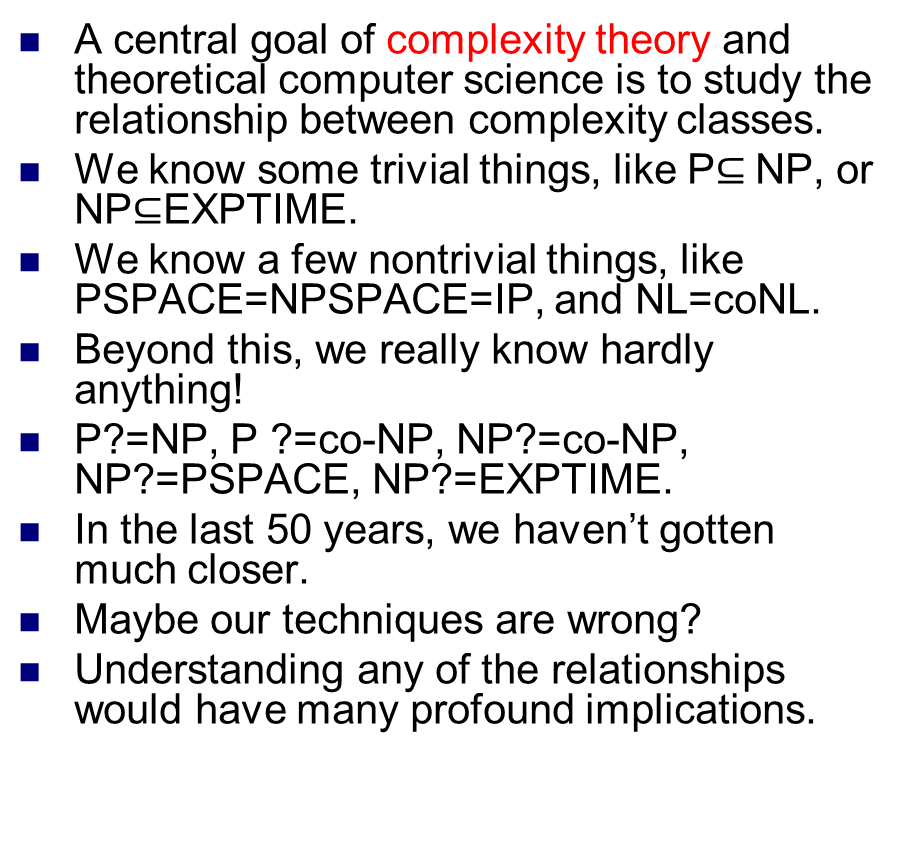 A central goal of complexity theory and
theoretical computer science is to study the
relationship between complexity classes.
We know some trivial things, like P⊆ NP, or
NP⊆EXPTIME.
We know a few nontrivial things, like
PSPACE=NPSPACE=IP, and NL=coNL.
Beyond this, we really know hardly
anything!
P?=NP, P ?=co-NP, NP?=co-NP,
NP?=PSPACE, NP?=EXPTIME.
In the last 50 years, we haven’t gotten
much closer.
Maybe our techniques are wrong?
Understanding any of the relationships
would have many profound implications.